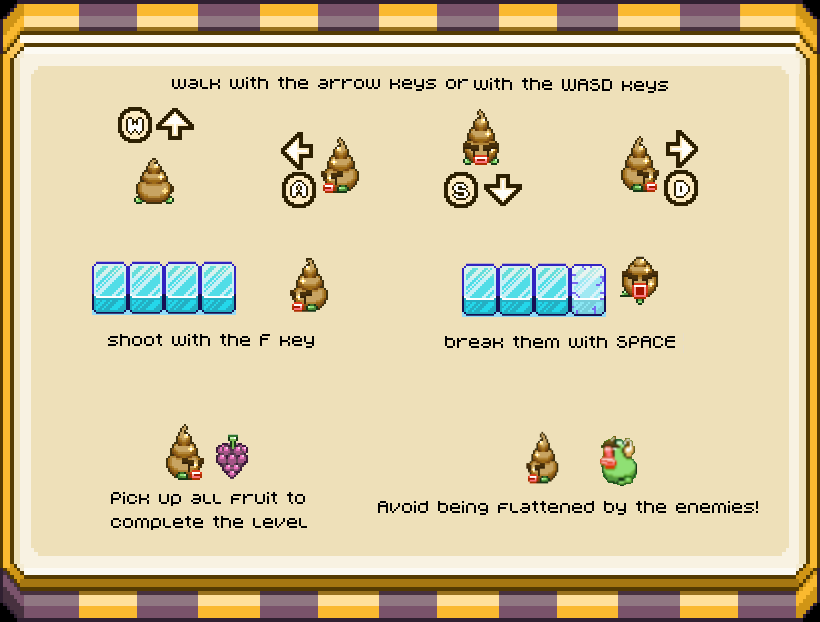 walk with the arrow keys or with the WASD keys
W
A
S
D
shoot with the F key
break them with SPACE
Pick up all fruit to
complete the level
Avoid being flattened by the enemies!